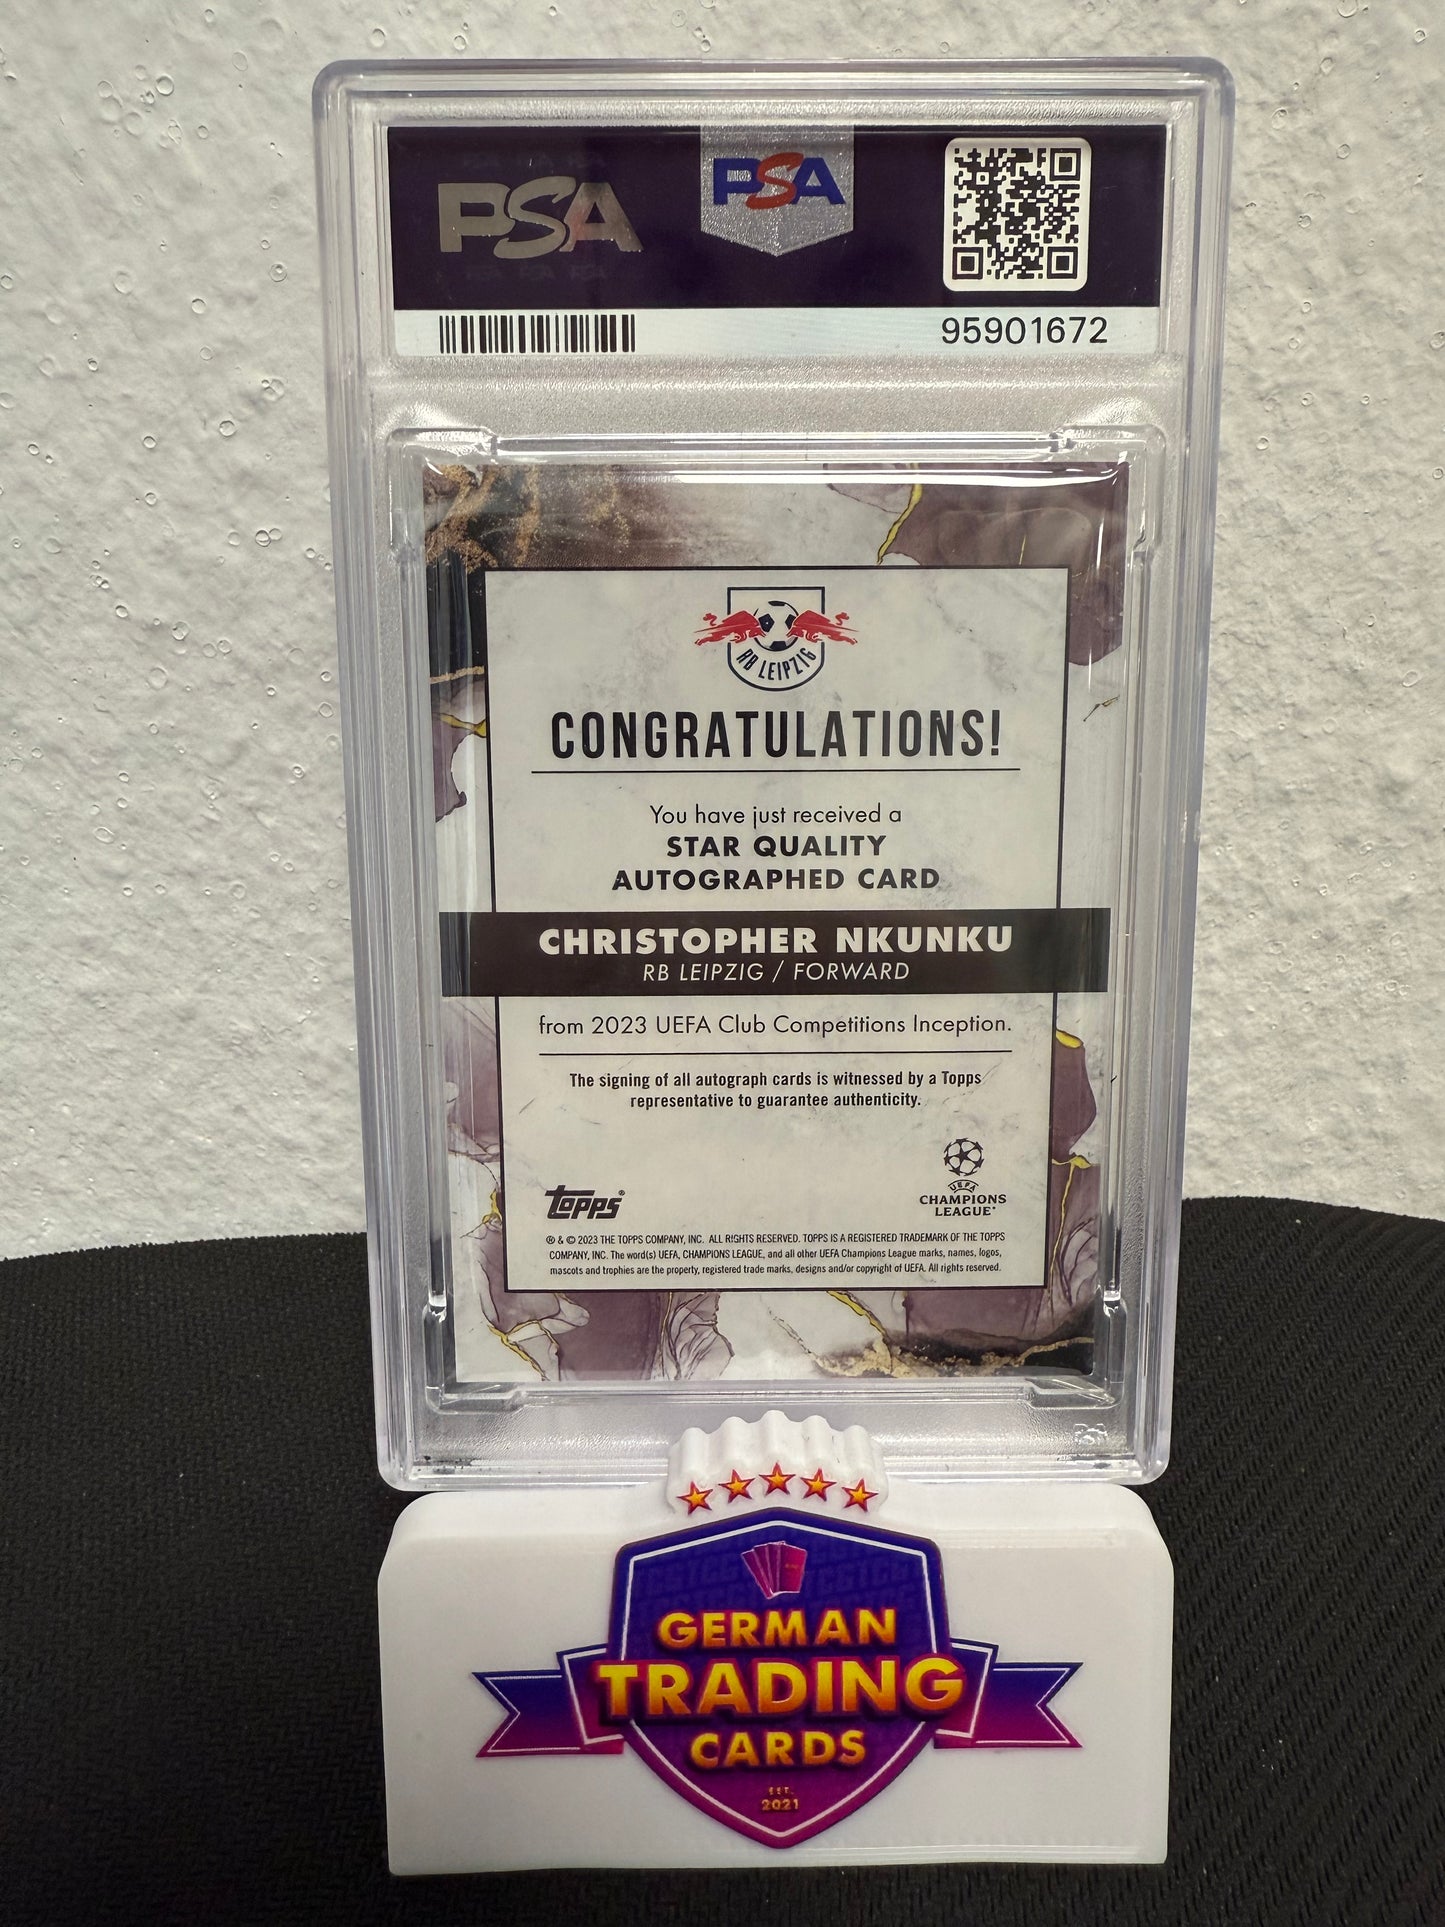 PSA
PSA
95901672
RB LEIPZIG
CONGRATULATIONS!
You have just received a
STAR QUALITY
AUTOGRAPHED CARD
CHRISTOPHER NKUNKU
RB LEIPZIG / FORWARD
from 2023 UEFA Club Competitions Inception.
The signing of all autograph cards is witnessed by a Topps
representative to guarantee authenticity.
topps®
UEFA
CHAMPIONS
LEAGUE®
® & © 2023 THE TOPPS COMPANY, INC. ALL RIGHTS RESERVED. TOPPS IS A REGISTERED TRADEMARK OF THE TOPPS
COMPANY, INC. The word(s) UEFA, CHAMPIONS LEAGUE, and all other UEFA Champions League marks, names, logos,
mascots and trophies are the property, registered trade marks, designs and/or copyright of UEFA. All rights reserved.
GERMAN
TRADING
CARDS
EST.
2021